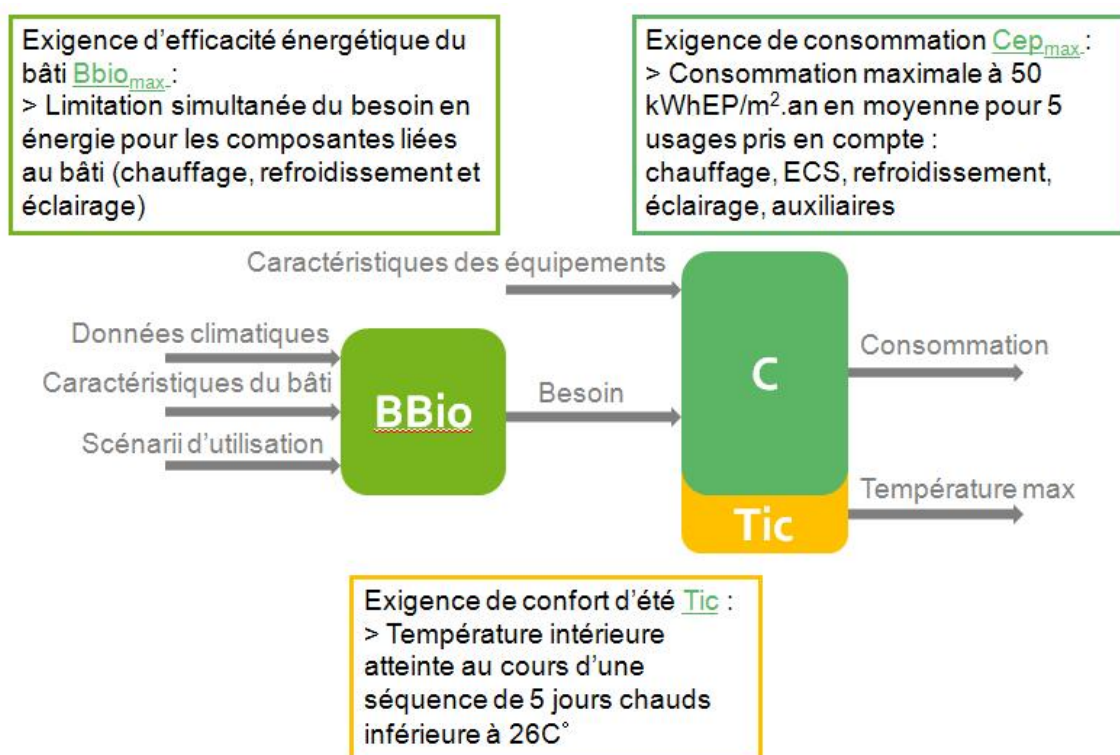 Exigence d'efficacité énergétique du
bâti Bbiomax :
> Limitation simultanée du besoin en
énergie pour les composantes liées
au bâti (chauffage, refroidissement et
éclairage)
Exigence de consommation Cepmax :
> Consommation maximale à 50
kWhEP/m².an en moyenne pour 5
usages pris en compte :
chauffage, ECS, refroidissement,
éclairage, auxiliaires
Caractéristiques des équipements
Données climatiques
Caractéristiques du bâti
Scénarii d'utilisation
BBio
Besoin
C
Consommation
Tic
Température max
Exigence de confort d'été Tic :
> Température intérieure
atteinte au cours d'une
séquence de 5 jours chauds
inférieure à 26C°